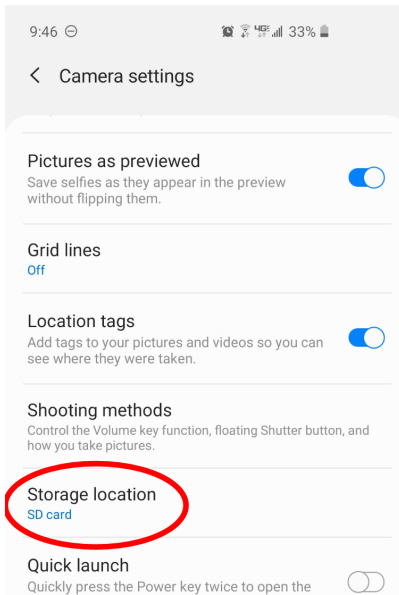 9:46 4GE 33%
Camera settings
Pictures as previewed
Save selfies as they appear in the preview
without flipping them.
Grid lines
Off
Location tags
Add tags to your pictures and videos so you can
see where they were taken.
Shooting methods
Control the Volume key function, floating Shutter button, and
how you take pictures.
Storage location
SD card
Quick launch
Quickly press the Power key twice to open the